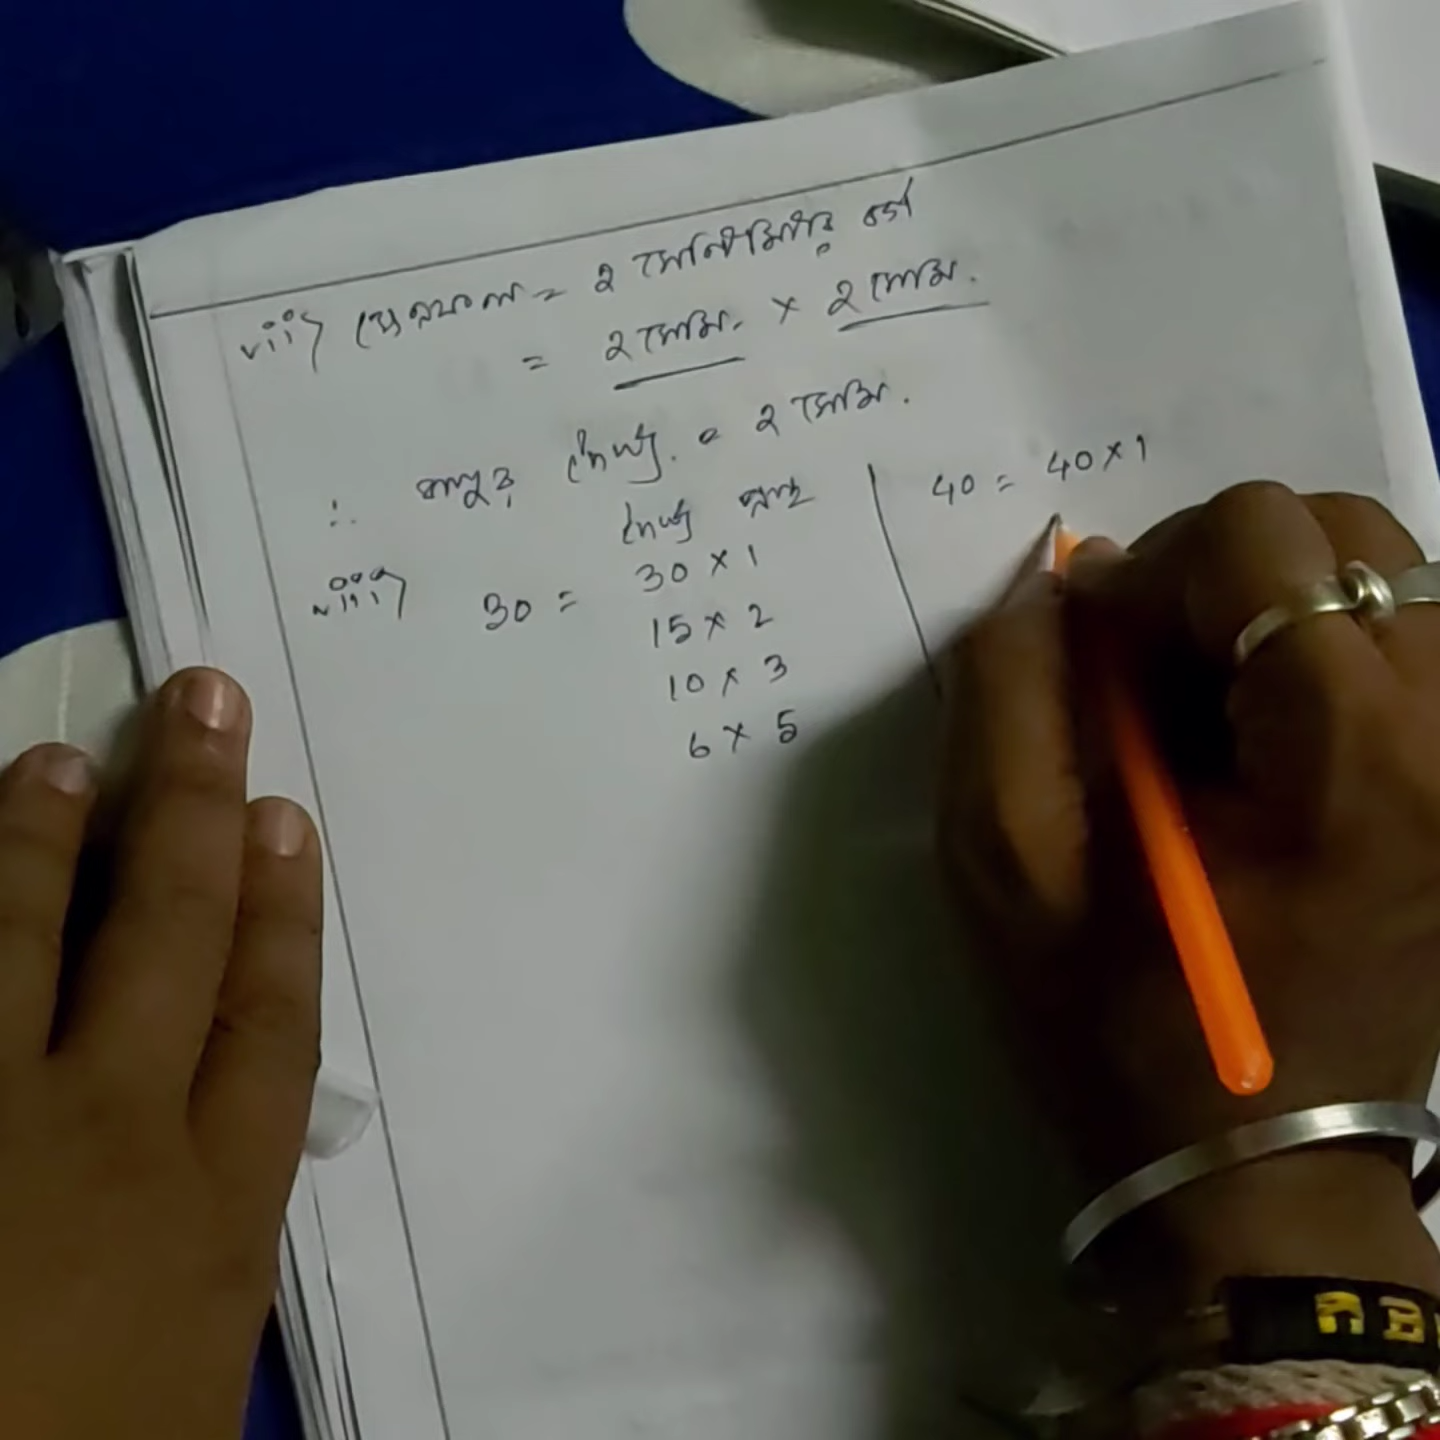 vii) ক্ষেত্রফল = 2 সেন্টিমিটার বর্গ
= 2 সেমি. × 2 সেমি.
∴ বাহুর দৈর্ঘ্য = 2 সেমি.
দৈর্ঘ্য প্রস্থ
viii) 30 = 30 × 1
15 × 2
10 × 3
6 × 5
40 = 40 × 1